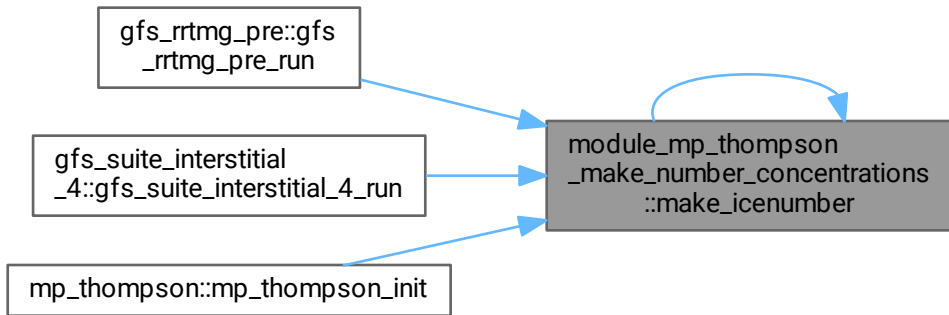 gfs_rrtmg_pre::gfs
_rrtmg_pre_run
gfs_suite_interstitial
_4::gfs_suite_interstitial_4_run
mp_thompson::mp_thompson_init
module_mp_thompson
_make_number_concentrations
::make_icenumber